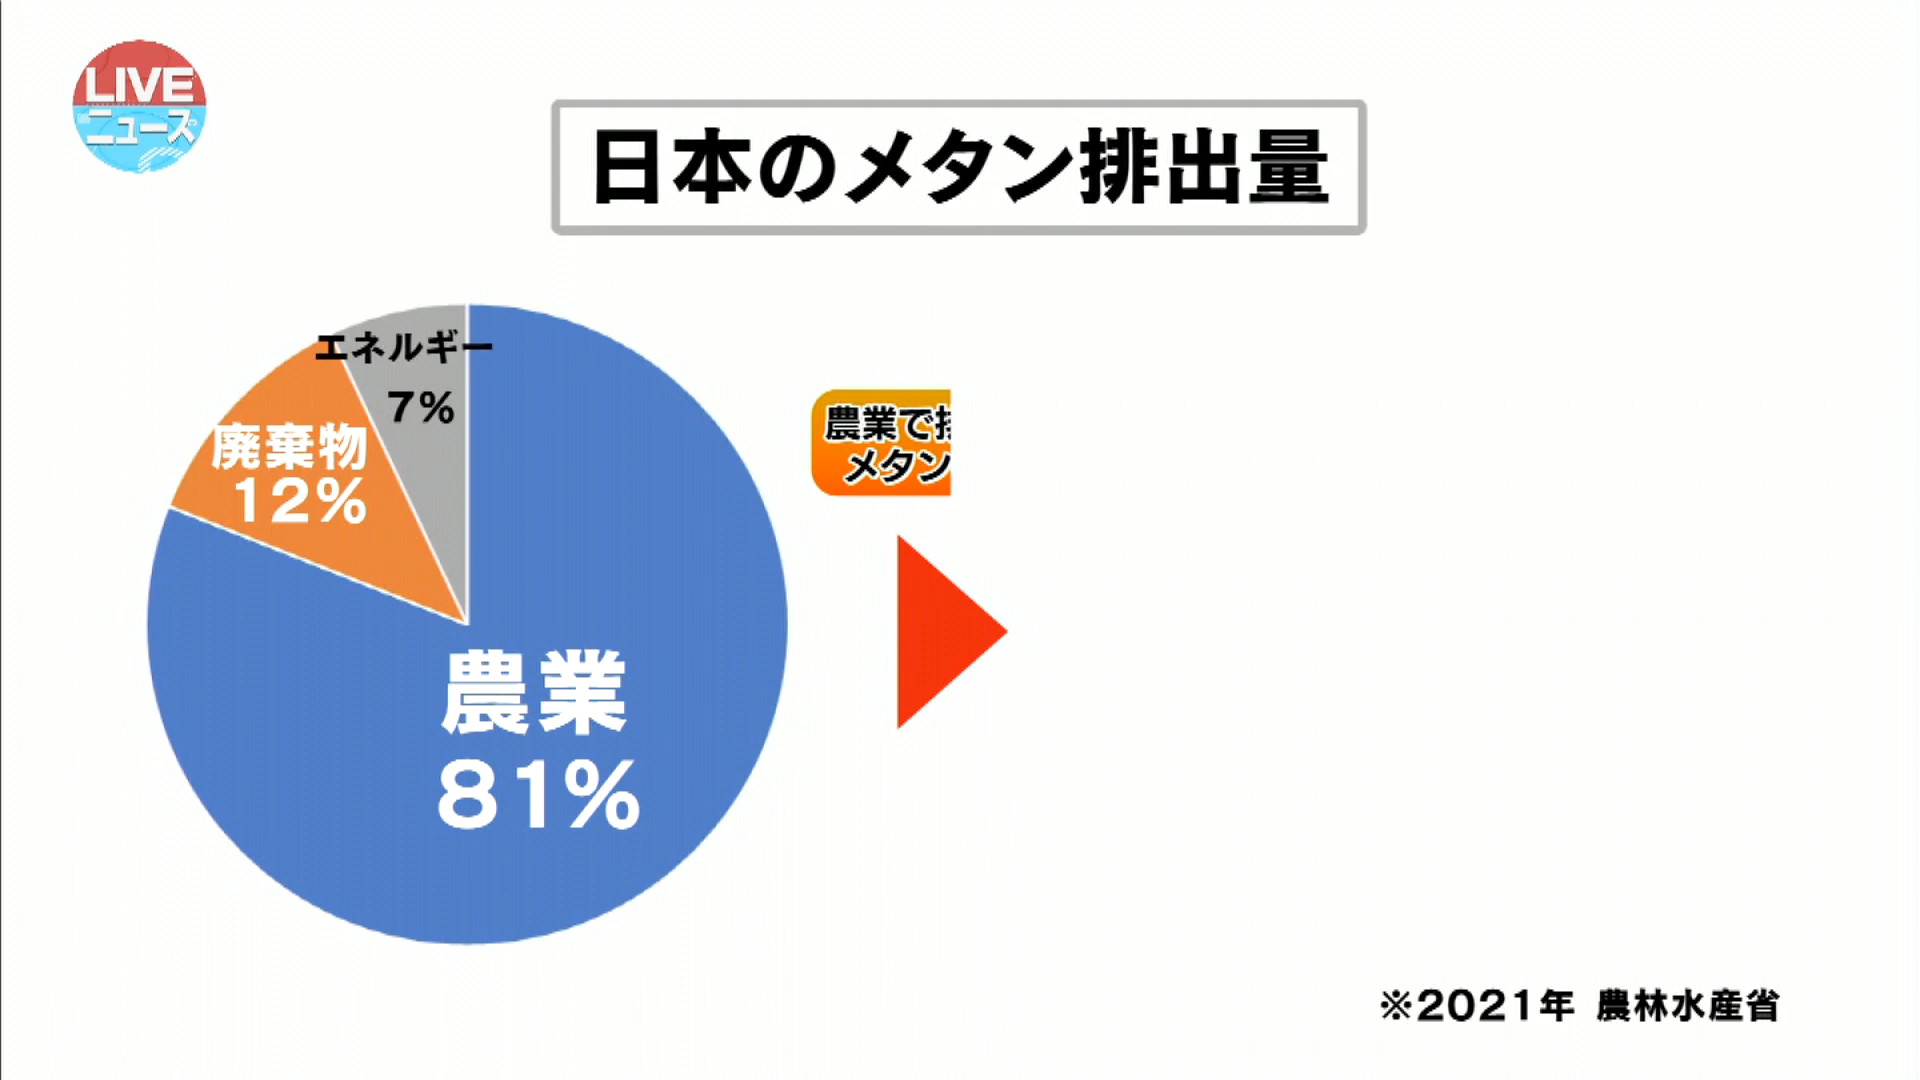 LIVE
ニュース
日本のメタン排出量
エネルギー
7%
廃棄物
12%
農業
81%
農業で
メタン
※2021年 農林水産省